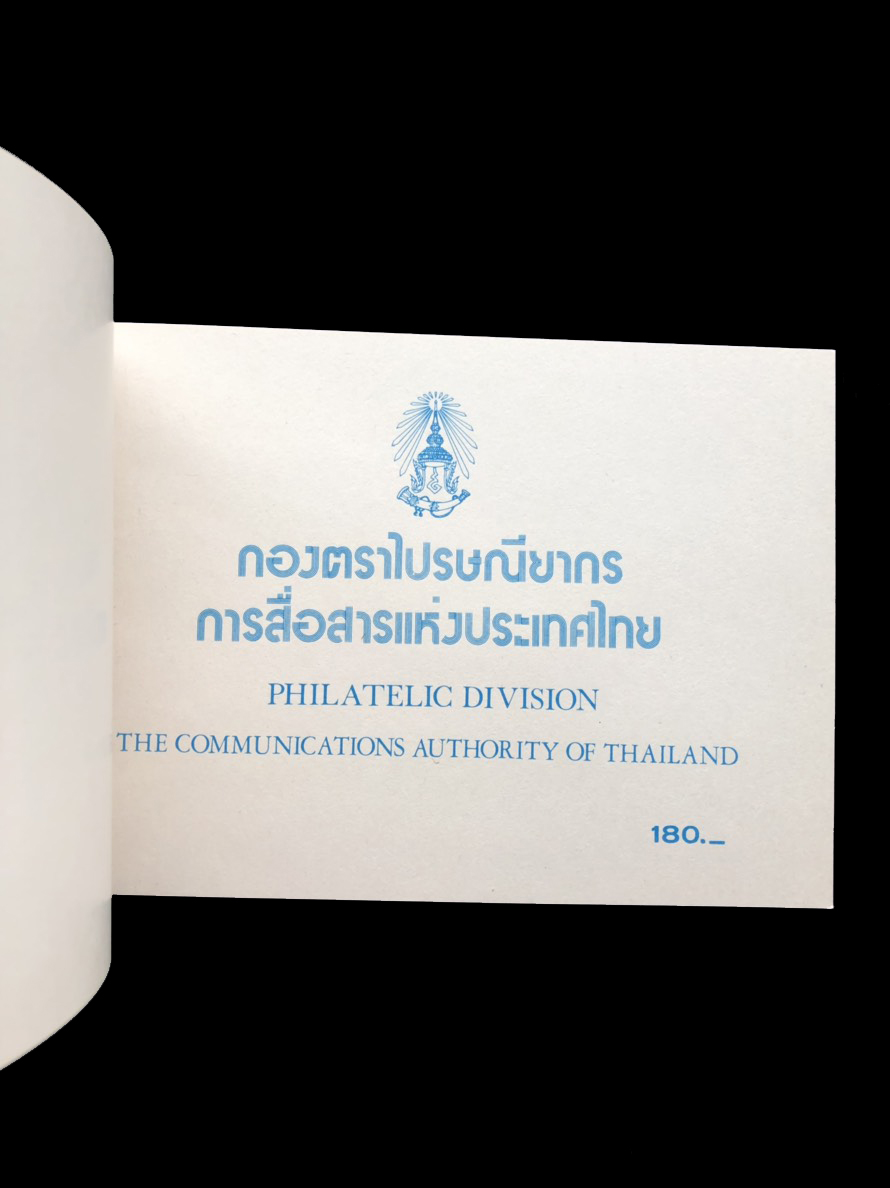 กองตราไปรษณียากร
การสื่อสารแห่งประเทศไทย
PHILATELIC DIVISION
THE COMMUNICATIONS AUTHORITY OF THAILAND
180.–